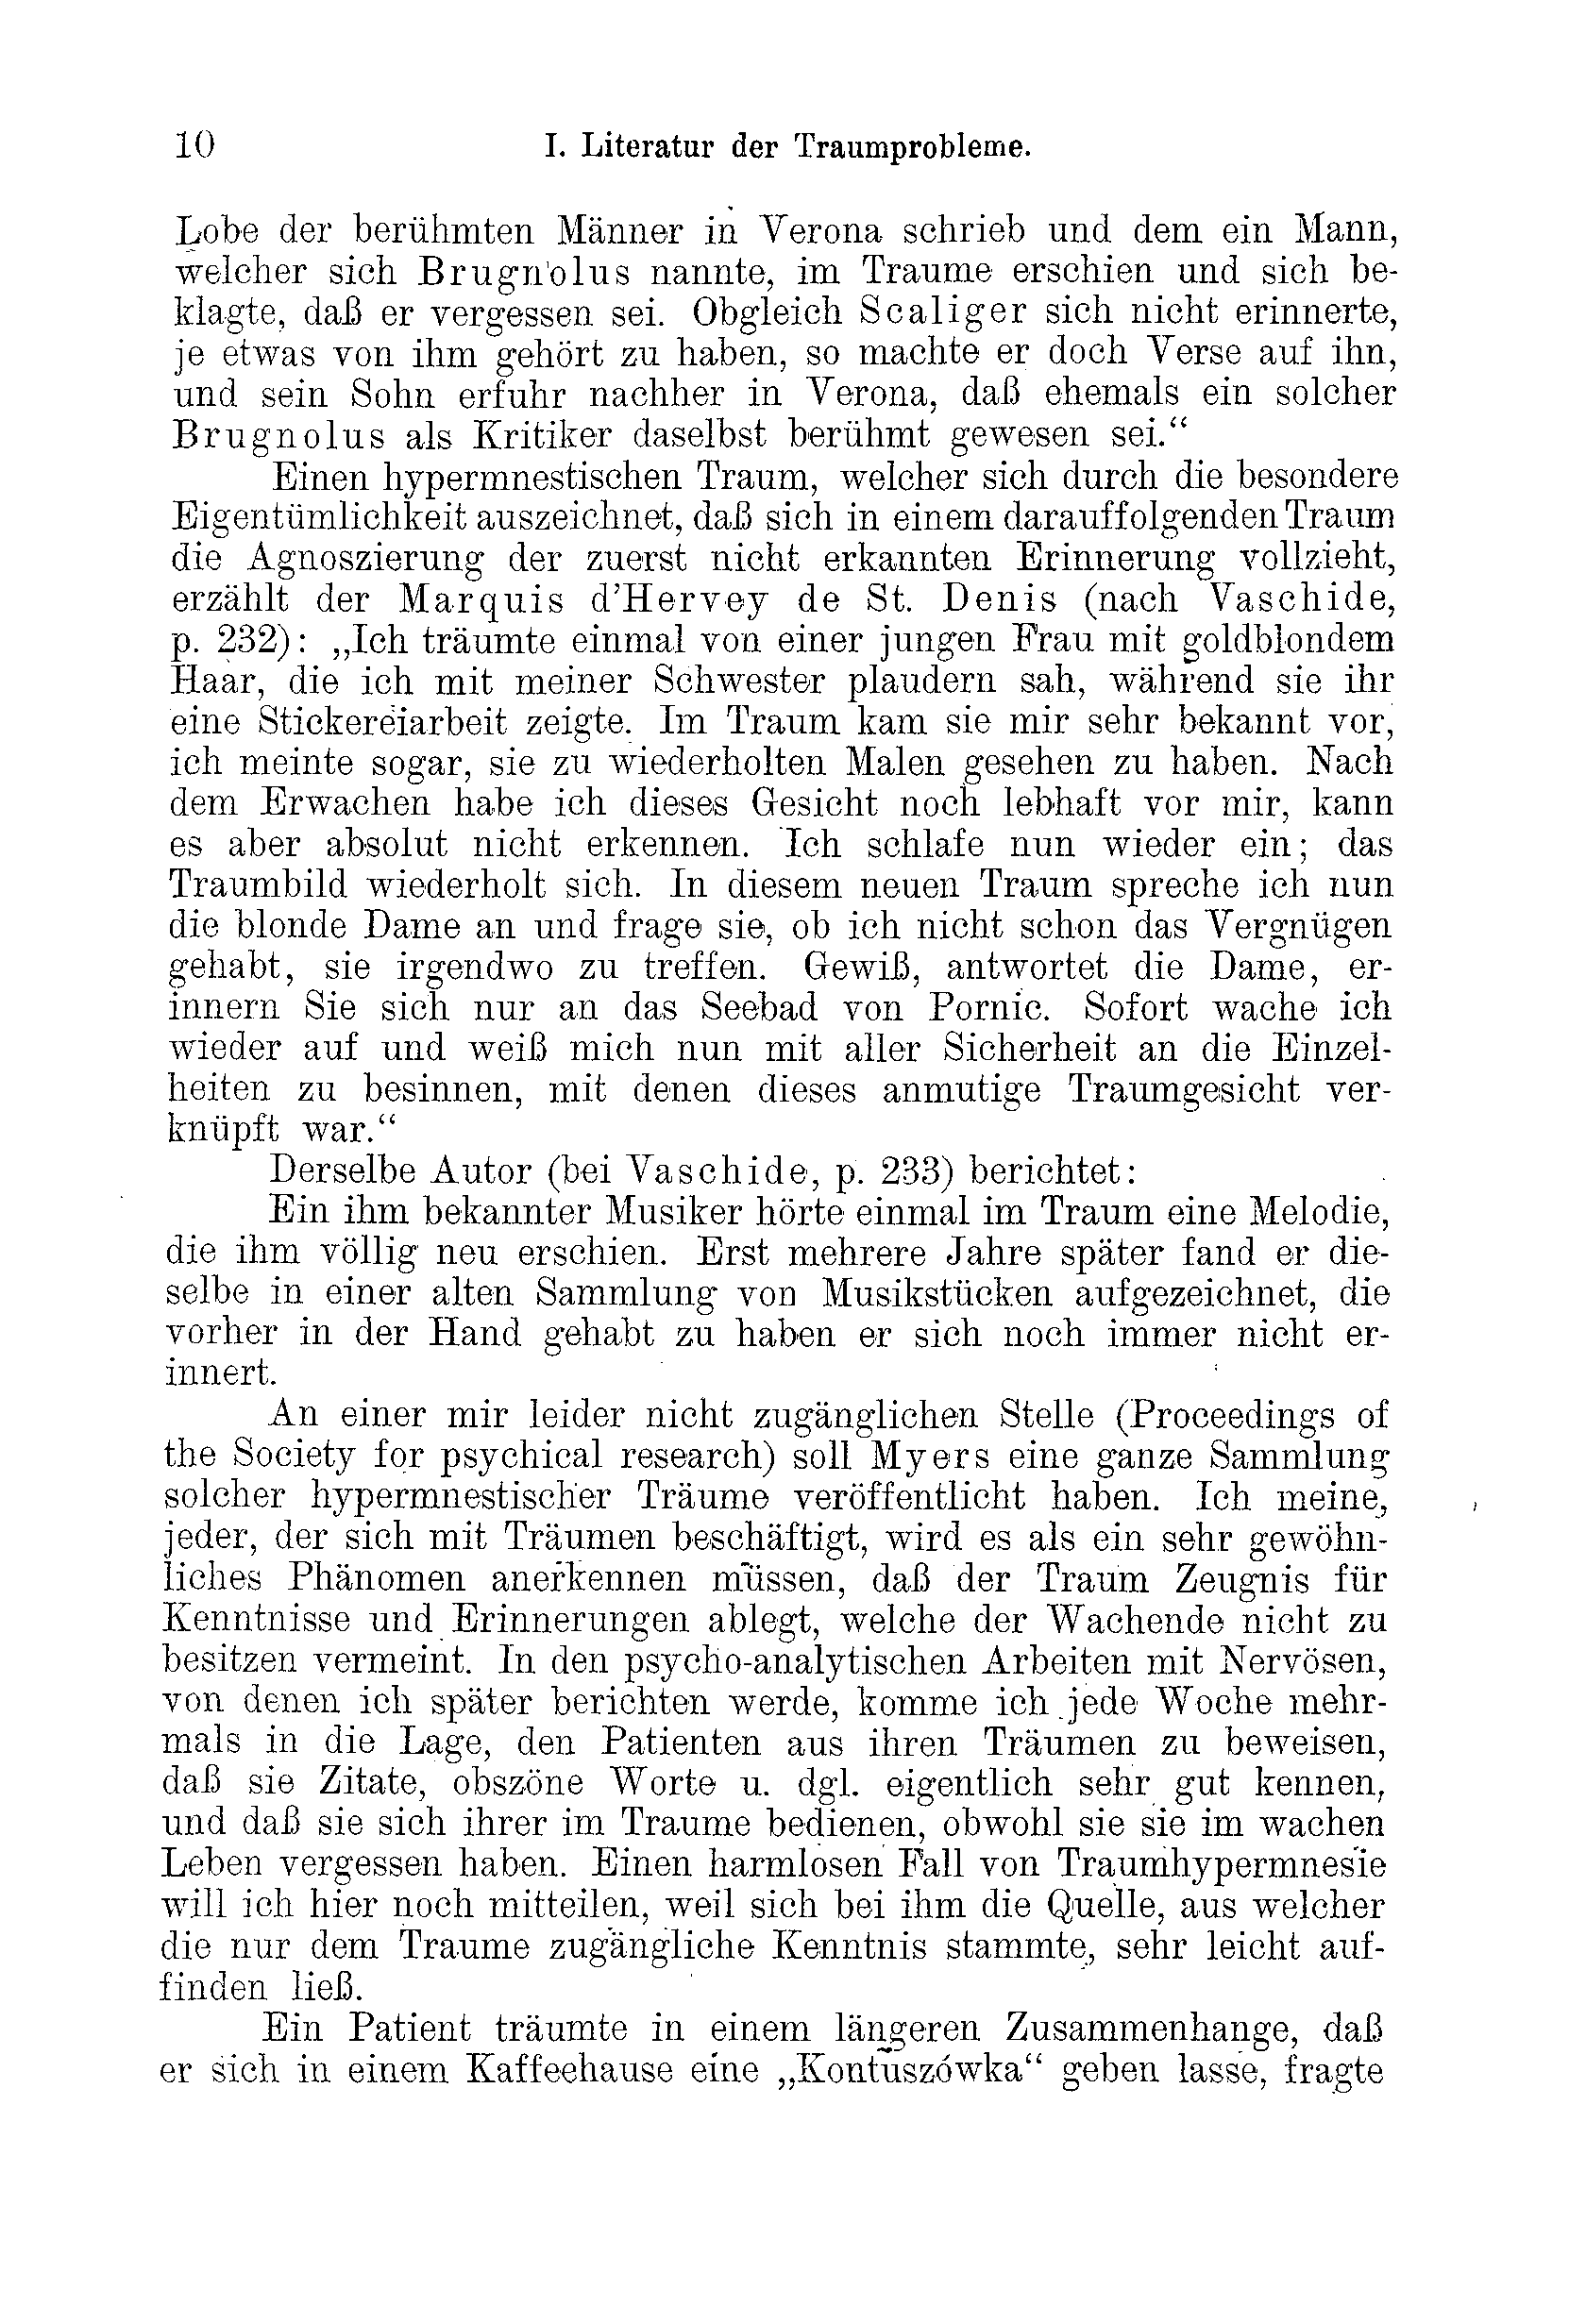 10 I. Literatur der Traumprobleme.
Lobe der berühmten Männer in Verona schrieb und dem ein Mann,
welcher sich Brugnolus nannte, im Traume erschien und sich be-
klagte, daß er vergessen sei. Obgleich Scaliger sich nicht erinnerte,
je etwas von ihm gehört zu haben, so machte er doch Verse auf ihn,
und sein Sohn erfuhr nachher in Verona, daß ehemals ein solcher
Brugnolus als Kritiker daselbst berühmt gewesen sei.“
Einen hypermnestischen Traum, welcher sich durch die besondere
Eigentümlichkeit auszeichnet, daß sich in einem darauffolgenden Traum
die Agnoszierung der zuerst nicht erkannten Erinnerung vollzieht,
erzählt der Marquis d’Hervey de St. Denis (nach Vaschide,
p. 232): „Ich träumte einmal von einer jungen Frau mit goldblondem
Haar, die ich mit meiner Schwester plaudern sah, während sie ihr
eine Stickereiarbeit zeigte. Im Traum kam sie mir sehr bekannt vor,
ich meinte sogar, sie zu wiederholten Malen gesehen zu haben. Nach
dem Erwachen habe ich dieses Gesicht noch lebhaft vor mir, kann
es aber absolut nicht erkennen. Ich schlafe nun wieder ein; das
Traumbild wiederholt sich. In diesem neuen Traum spreche ich nun
die blonde Dame an und frage sie, ob ich nicht schon das Vergnügen
gehabt, sie irgendwo zu treffen. Gewiß, antwortet die Dame, er-
innern Sie sich nur an das Seebad von Pornic. Sofort wache ich
wieder auf und weiß mich nun mit aller Sicherheit an die Einzel-
heiten zu besinnen, mit denen dieses anmutige Traumgesicht ver-
knüpft war.“
Derselbe Autor (bei Vaschide, p. 233) berichtet:
Ein ihm bekannter Musiker hörte einmal im Traum eine Melodie,
die ihm völlig neu erschien. Erst mehrere Jahre später fand er die-
selbe in einer alten Sammlung von Musikstücken aufgezeichnet, die
vorher in der Hand gehabt zu haben er sich noch immer nicht er-
innert.
An einer mir leider nicht zugänglichen Stelle (Proceedings of
the Society for psychical research) soll Myers eine ganze Sammlung
solcher hypermnestischer Träume veröffentlicht haben. Ich meine,
jeder, der sich mit Träumen beschäftigt, wird es als ein sehr gewöhn-
liches Phänomen anerkennen müssen, daß der Traum Zeugnis für
Kenntnisse und Erinnerungen ablegt, welche der Wachende nicht zu
besitzen vermeint. In den psycho-analytischen Arbeiten mit Nervösen,
von denen ich später berichten werde, komme ich jede Woche mehr-
mals in die Lage, den Patienten aus ihren Träumen zu beweisen,
daß sie Zitate, obszöne Worte u. dgl. eigentlich sehr gut kennen,
und daß sie sich ihrer im Traume bedienen, obwohl sie sie im wachen
Leben vergessen haben. Einen harmlosen Fall von Traumhypermnesie
will ich hier noch mitteilen, weil sich bei ihm die Quelle, aus welcher
die nur dem Traume zugängliche Kenntnis stammte, sehr leicht auf-
finden ließ.
Ein Patient träumte in einem längeren Zusammenhange, daß
er sich in einem Kaffeehause eine „Kontuszówka“ geben lasse, fragte